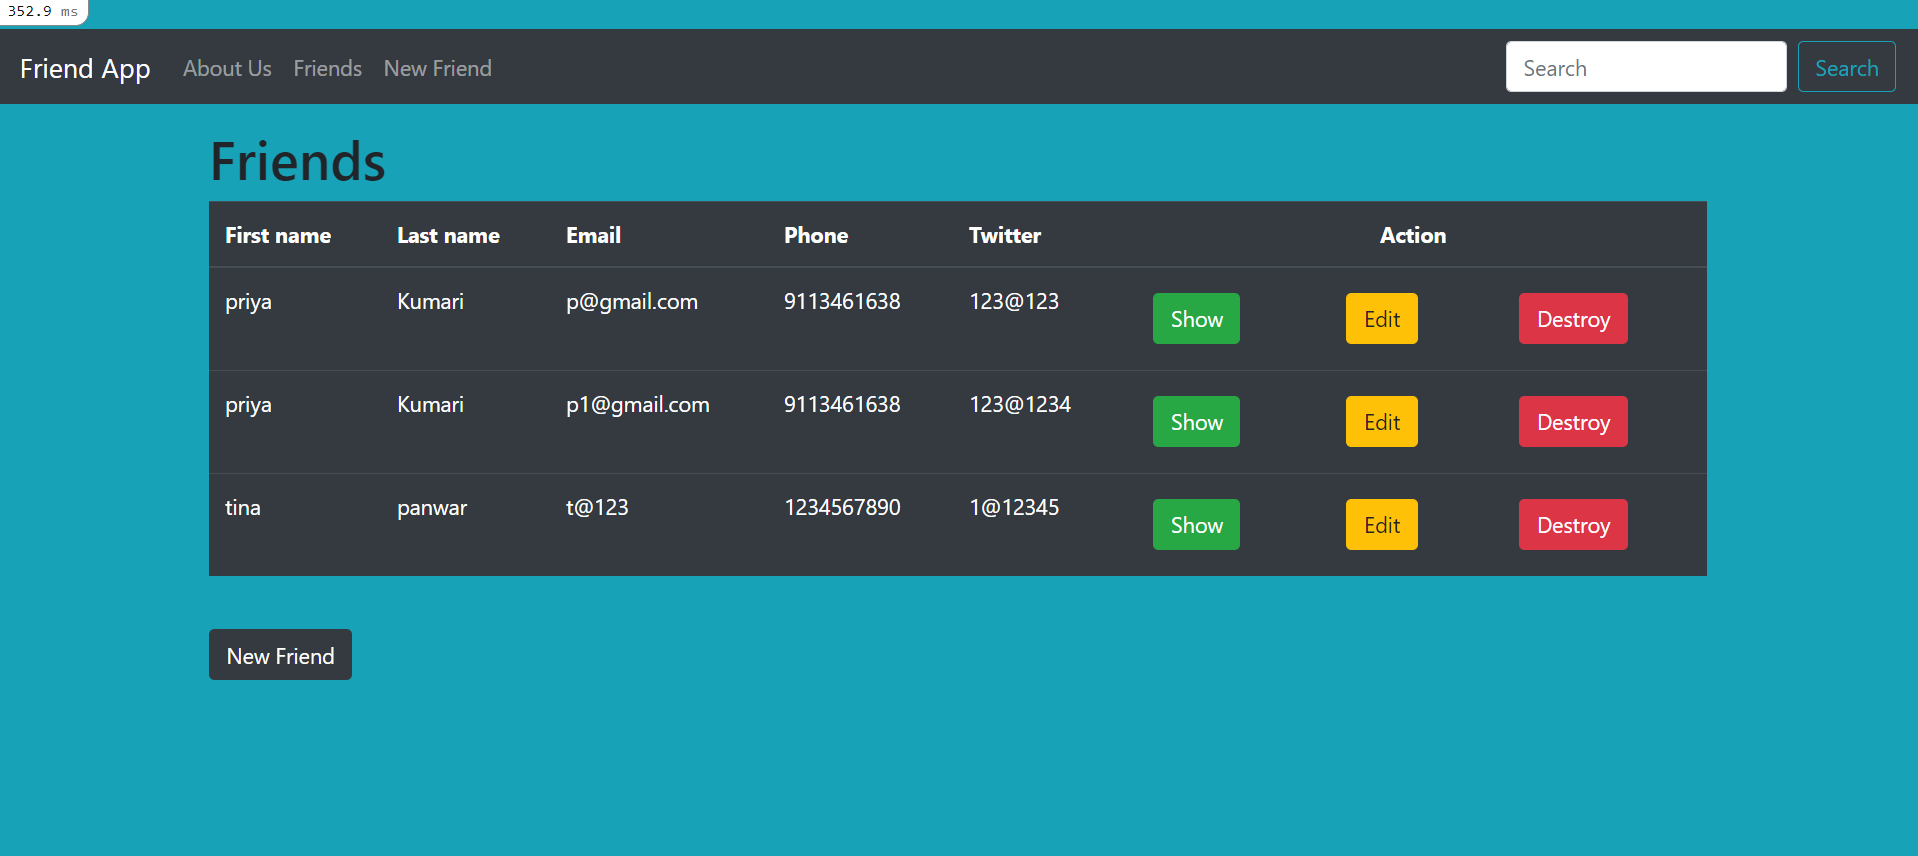 352.9 ms
Friend App About Us Friends New Friend Search Search
Friends
First name Last name Email Phone Twitter Action
priya Kumari p@gmail.com 9113461638 123@123 Show Edit Destroy
priya Kumari p1@gmail.com 9113461638 123@1234 Show Edit Destroy
tina panwar t@123 1234567890 1@12345 Show Edit Destroy
New Friend